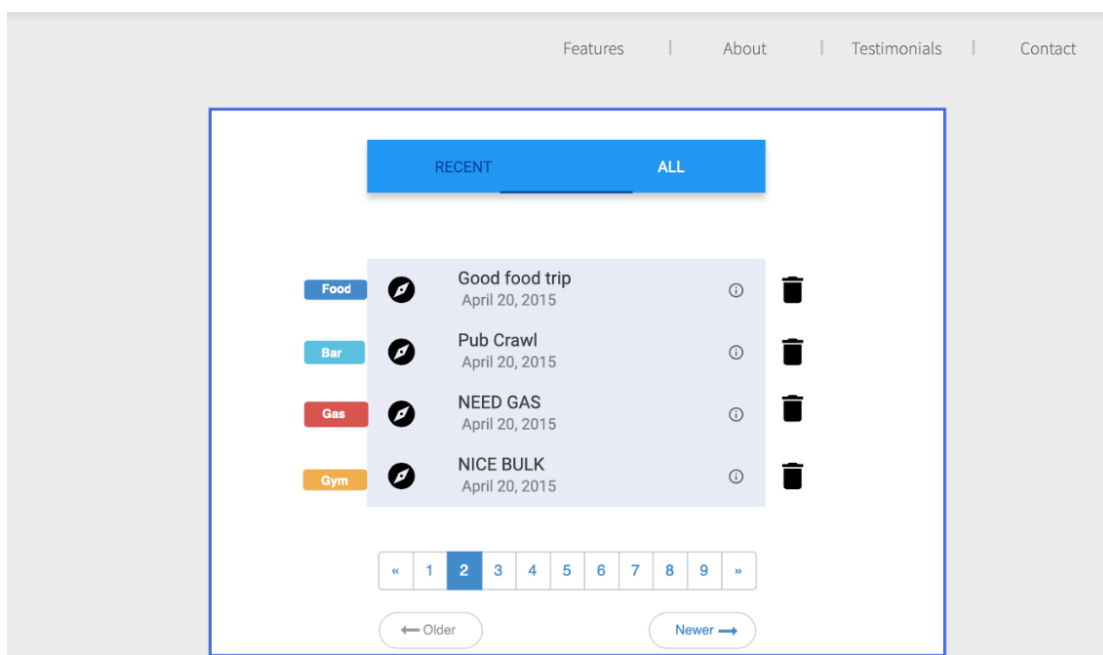 Features | About | Testimonials | Contact
RECENT ALL
Food Good food trip
April 20, 2015
Bar Pub Crawl
April 20, 2015
Gas NEED GAS
April 20, 2015
Gym NICE BULK
April 20, 2015
« 1 2 3 4 5 6 7 8 9 »
Older Newer